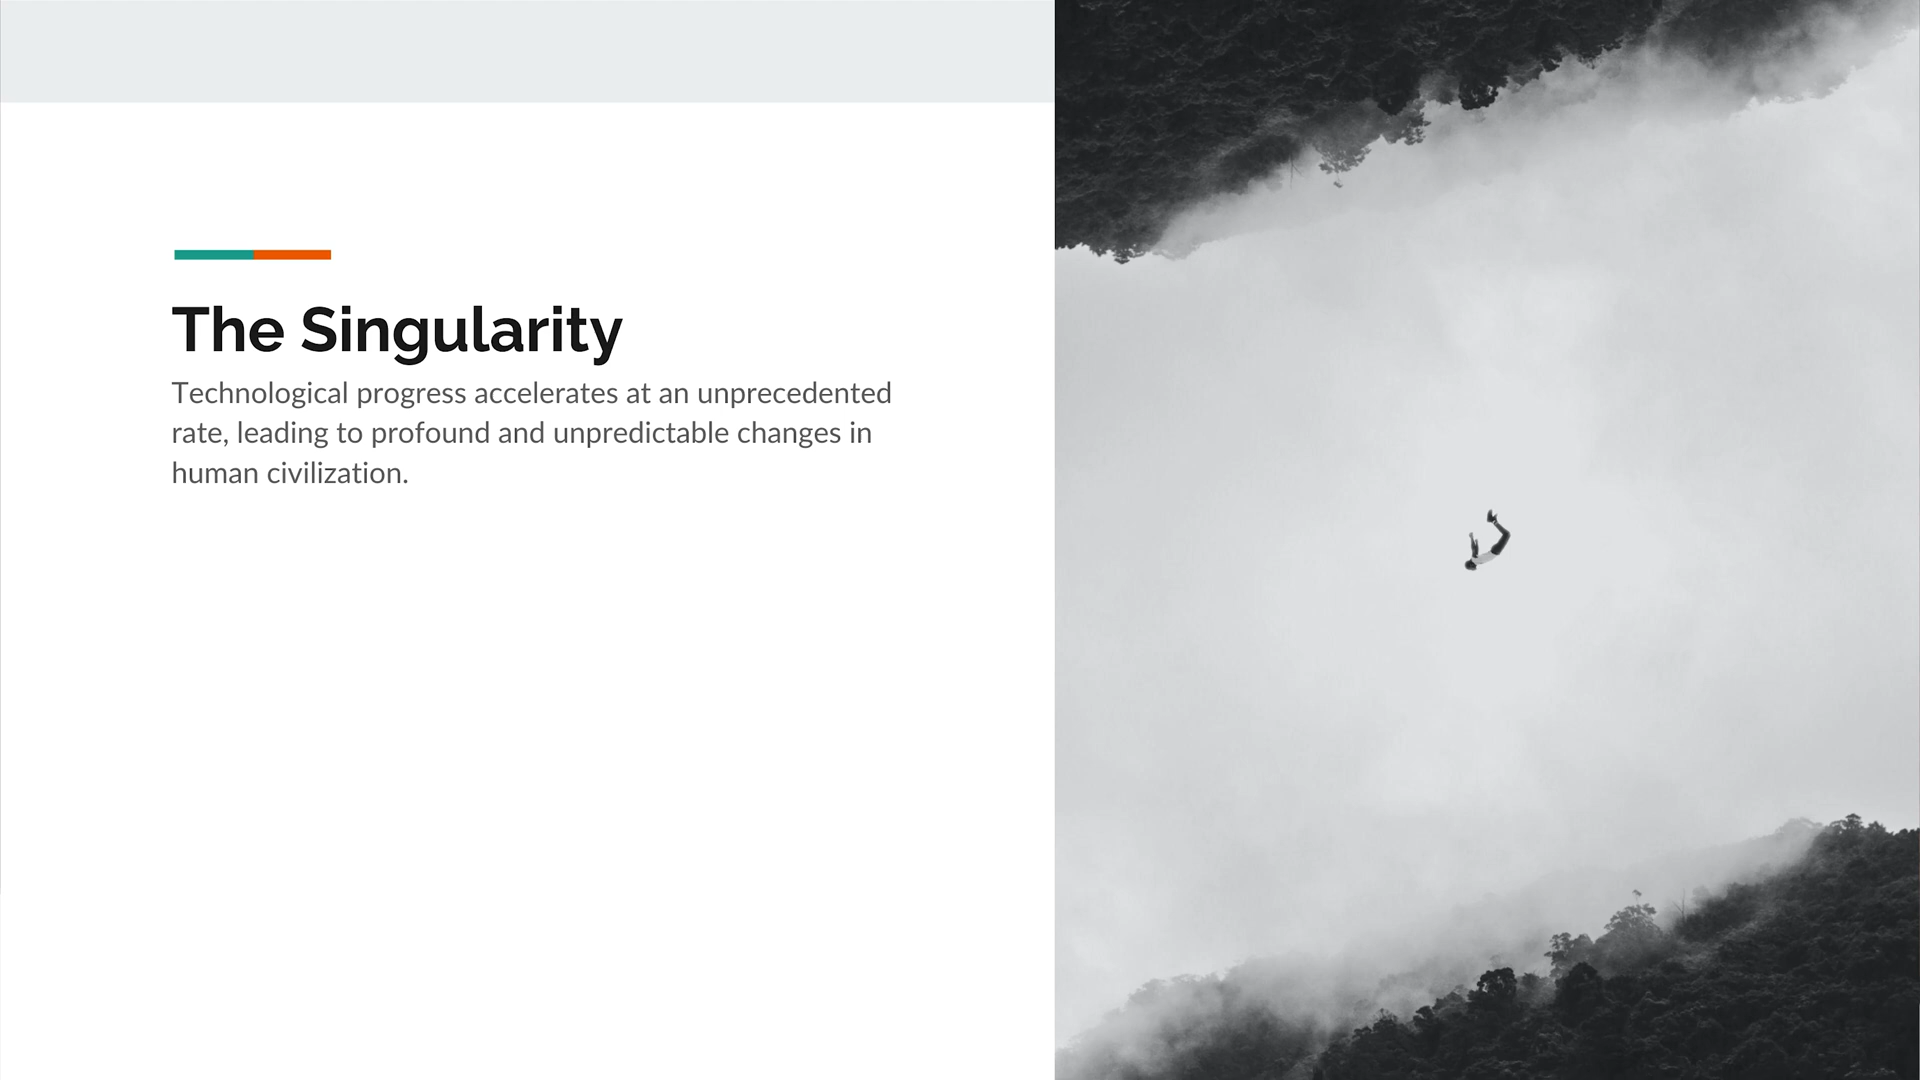 The Singularity
Technological progress accelerates at an unprecedented
rate, leading to profound and unpredictable changes in
human civilization.